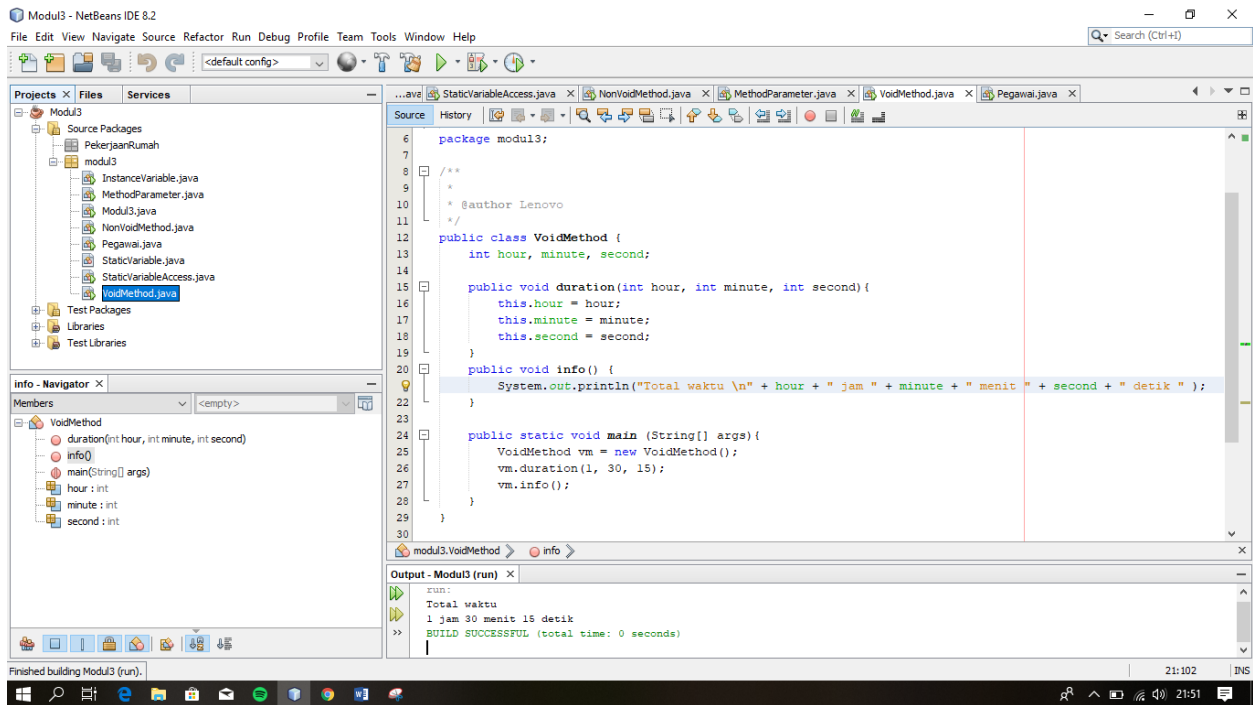 Modul3 - NetBeans IDE 8.2
File Edit View Navigate Source Refactor Run Debug Profile Team Tools Window Help
Search (Ctrl+I)
<default config>
Projects Files Services
Modul3
Source Packages
PekerjaanRumah
modul3
InstanceVariable.java
MethodParameter.java
Modul3.java
NonVoidMethod.java
Pegawai.java
StaticVariable.java
StaticVariableAccess.java
VoidMethod.java
Test Packages
Libraries
Test Libraries
info - Navigator
Members <empty>
VoidMethod
duration(int hour, int minute, int second)
info()
main(String[] args)
hour : int
minute : int
second : int
...ava StaticVariableAccess.java NonVoidMethod.java MethodParameter.java VoidMethod.java Pegawai.java
Source History
6 package modul3;
7
8 /**
9 *
10 * @author Lenovo
11 */
12 public class VoidMethod {
13 int hour, minute, second;
14
15 public void duration(int hour, int minute, int second){
16 this.hour = hour;
17 this.minute = minute;
18 this.second = second;
19 }
20 public void info() {
System.out.println("Total waktu \n" + hour + " jam " + minute + " menit " + second + " detik " );
22 }
23
24 public static void main (String[] args){
25 VoidMethod vm = new VoidMethod();
26 vm.duration(1, 30, 15);
27 vm.info();
28 }
29 }
30
modul3.VoidMethod info
Output - Modul3 (run)
run:
Total waktu
1 jam 30 menit 15 detik
BUILD SUCCESSFUL (total time: 0 seconds)
Finished building Modul3 (run).
21:102 INS
21:51